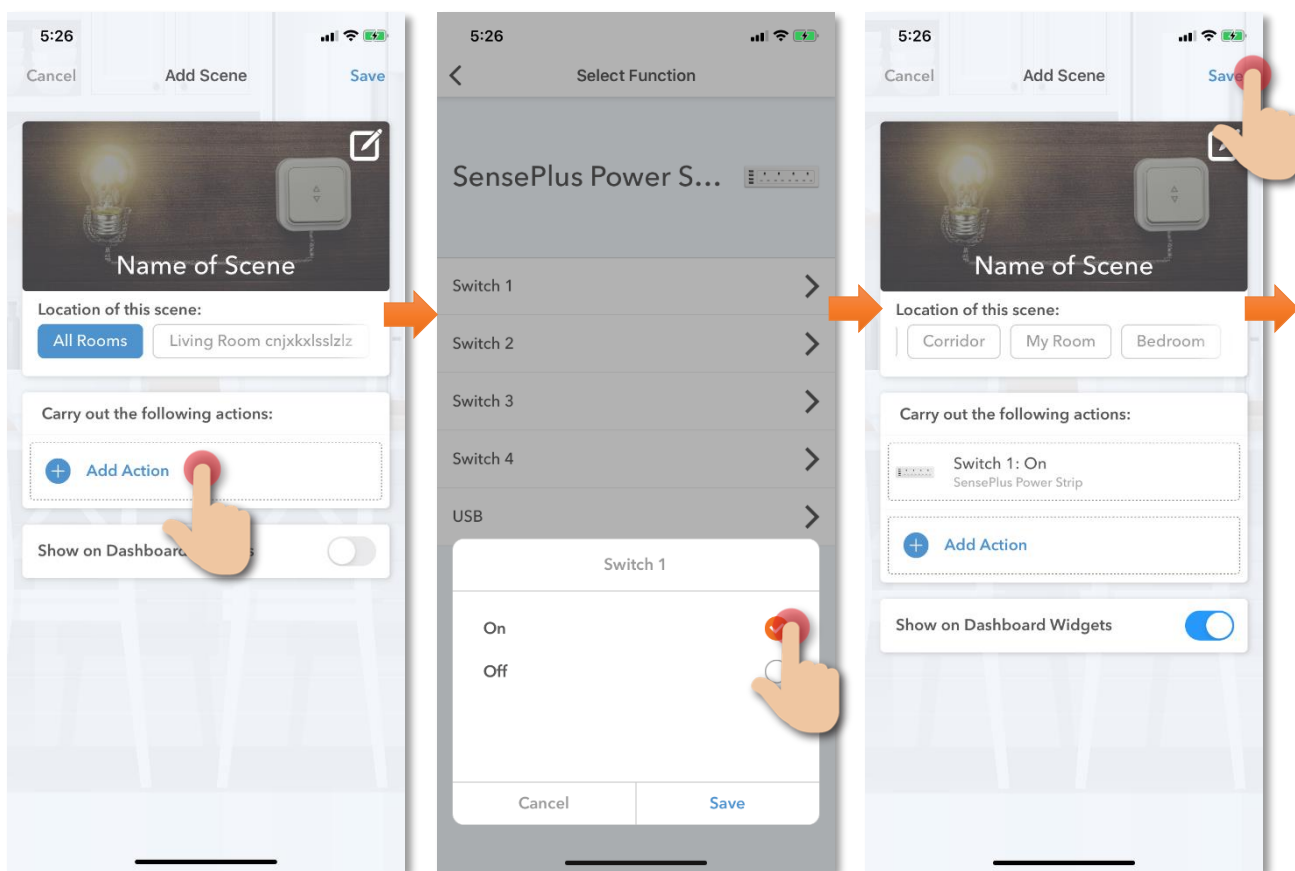 5:26
Cancel Add Scene Save
Name of Scene
Location of this scene:
All Rooms Living Room cnjxkxlsslzlz
Carry out the following actions:
Add Action
Show on Dashboard
5:26
Select Function
SensePlus Power S...
Switch 1
Switch 2
Switch 3
Switch 4
USB
Switch 1
On
Off
Cancel Save
5:26
Cancel Add Scene Save
Name of Scene
Location of this scene:
Corridor My Room Bedroom
Carry out the following actions:
Switch 1: On
SensePlus Power Strip
Add Action
Show on Dashboard Widgets